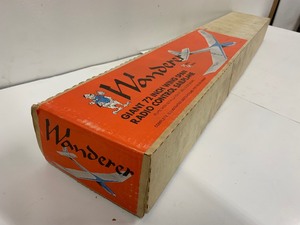 Wanderer
GIANT 72 INCH WING SPAN
RADIO CONTROL SAILPLANE
Wanderer